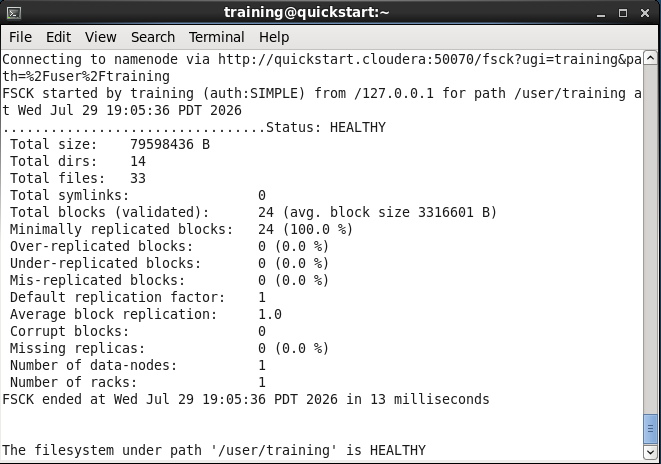 training@quickstart:~
File Edit View Search Terminal Help
Connecting to namenode via http://quickstart.cloudera:50070/fsck?ugi=training&pa
th=%2Fuser%2Ftraining
FSCK started by training (auth:SIMPLE) from /127.0.0.1 for path /user/training a
t Wed Jul 29 19:05:36 PDT 2026
.................................Status: HEALTHY
 Total size:    79598436 B
 Total dirs:    14
 Total files:   33
 Total symlinks:                0
 Total blocks (validated):      24 (avg. block size 3316601 B)
 Minimally replicated blocks:   24 (100.0 %)
 Over-replicated blocks:        0 (0.0 %)
 Under-replicated blocks:       0 (0.0 %)
 Mis-replicated blocks:         0 (0.0 %)
 Default replication factor:    1
 Average block replication:     1.0
 Corrupt blocks:                0
 Missing replicas:              0 (0.0 %)
 Number of data-nodes:          1
 Number of racks:               1
FSCK ended at Wed Jul 29 19:05:36 PDT 2026 in 13 milliseconds
The filesystem under path '/user/training' is HEALTHY